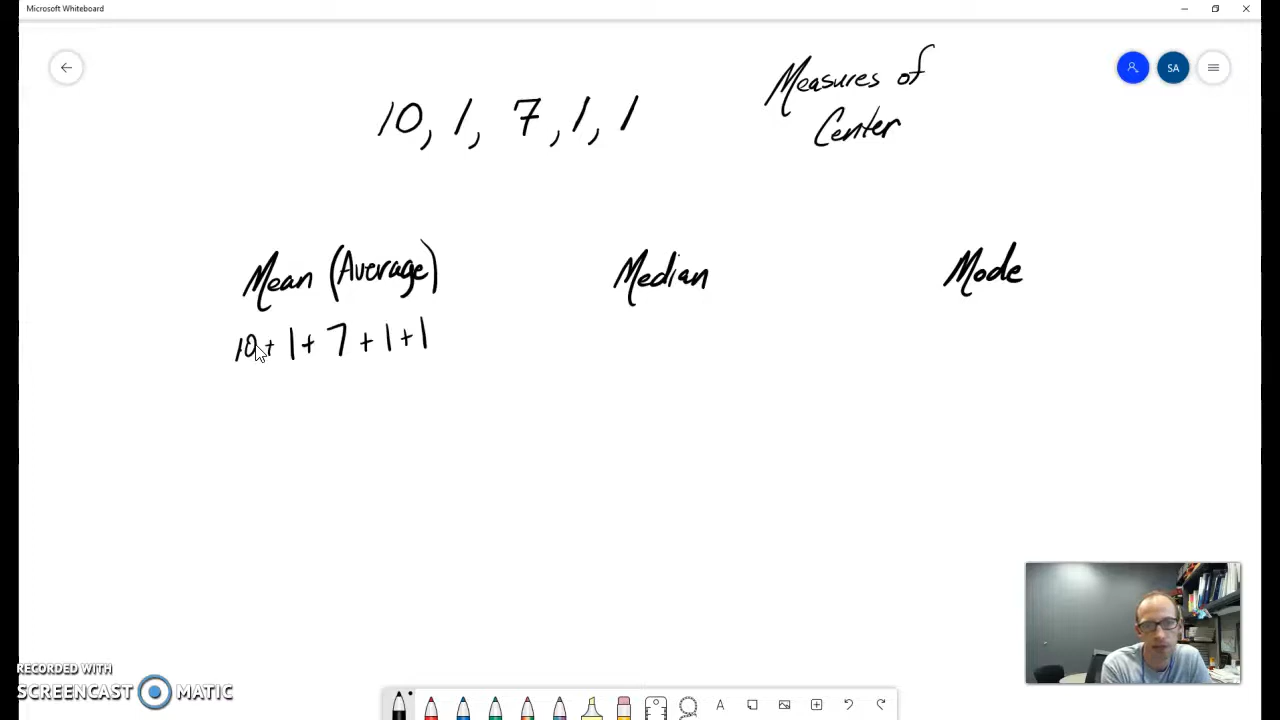 Microsoft Whiteboard
Measures of
Center
10, 1, 7, 1, 1
SA
Mean (Average)
Median
Mode
10 + 1 + 7 + 1 + 1
RECORDED WITH
SCREENCAST MATIC
A